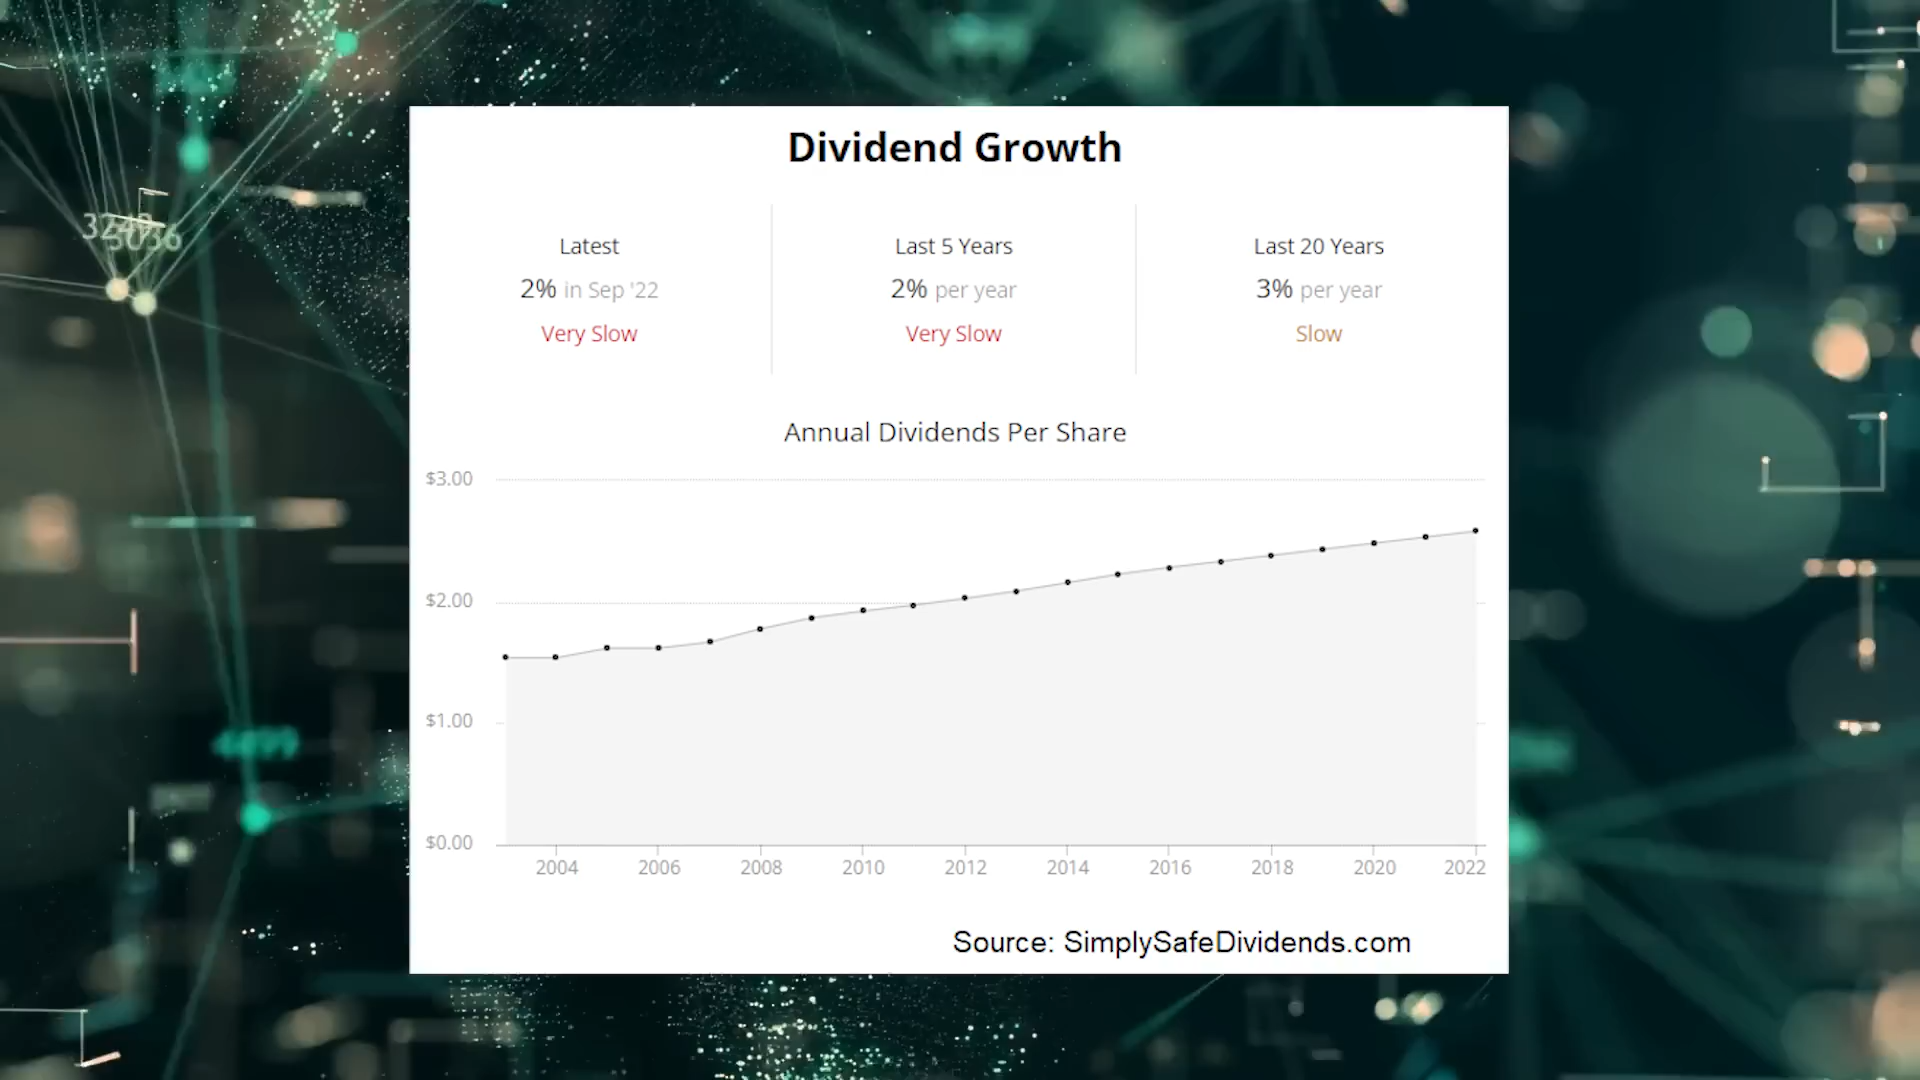 Dividend Growth
Latest
2% in Sep '22
Very Slow
Last 5 Years
2% per year
Very Slow
Last 20 Years
3% per year
Slow
Annual Dividends Per Share
$3.00
$2.00
$1.00
$0.00
2004 2006 2008 2010 2012 2014 2016 2018 2020 2022
Source: SimplySafeDividends.com